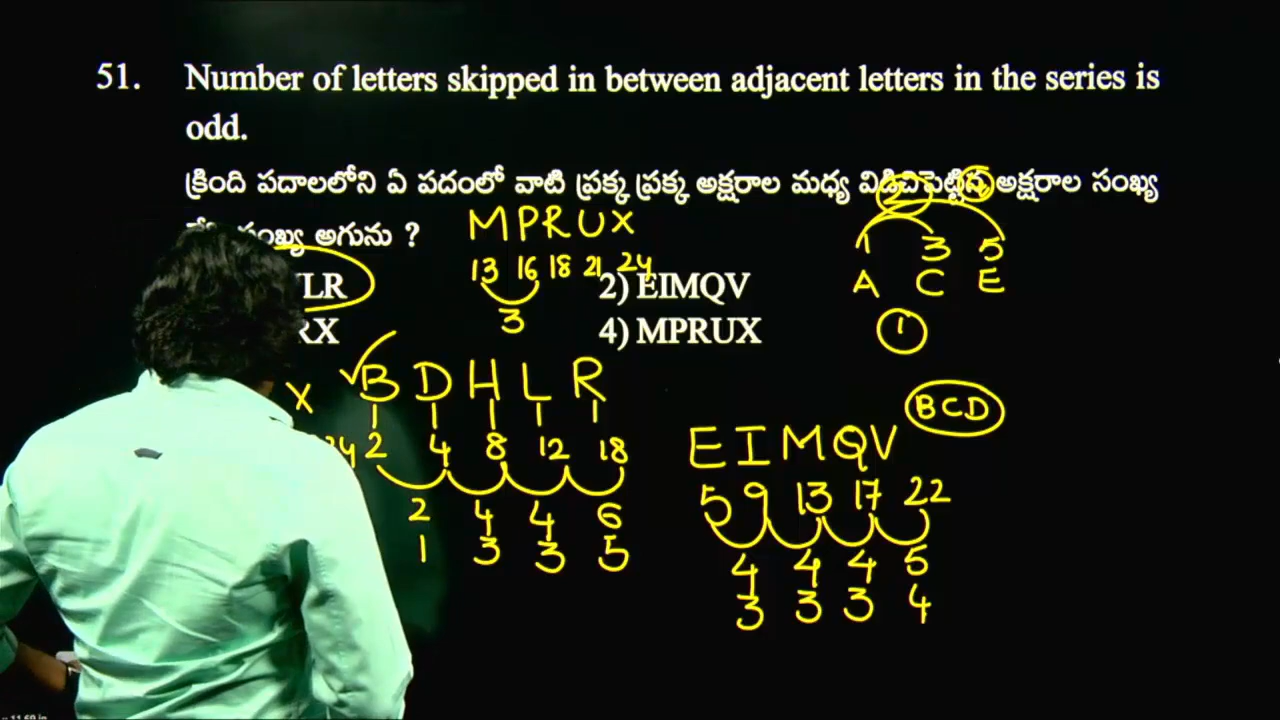 51. Number of letters skipped in between adjacent letters in the series is
odd.
క్రింది పదాలలోని ఏ పదంలో వాటి ప్రక్క ప్రక్క అక్షరాల మధ్య విడిచిపెట్టిన అక్షరాల సంఖ్య
సంఖ్య అగును ?
MPRUX
13 16 18 21 24
3
1 3 5
A C E
1
LR
2) EIMQV
RX
4) MPRUX
X
B D H L R
24
2 4 8 12 18
2 4 4 6
1 3 3 5
BCD
EIMQV
5 9 13 17 22
4 4 4 5
3 3 3 4